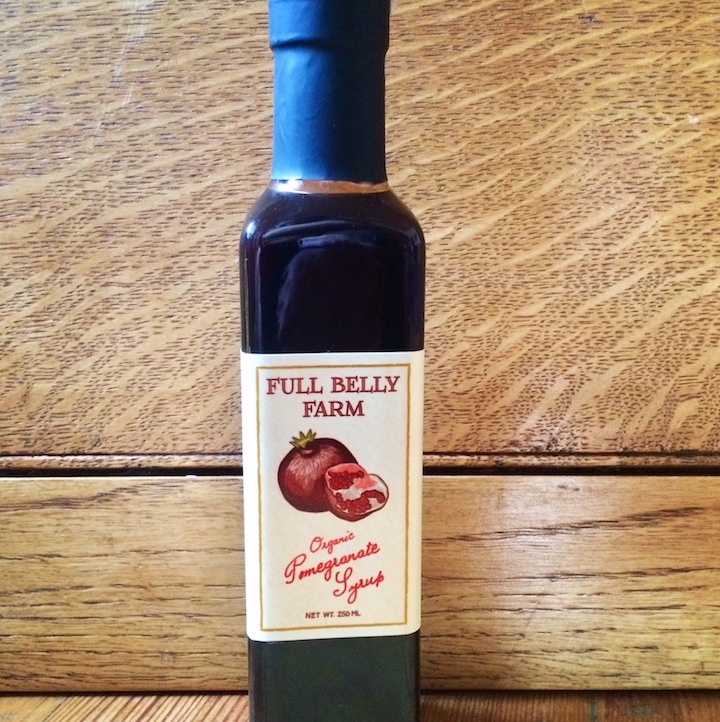 FULL BELLY
FARM
Organic
Pomegranate
Syrup
NET WT. 250 ML